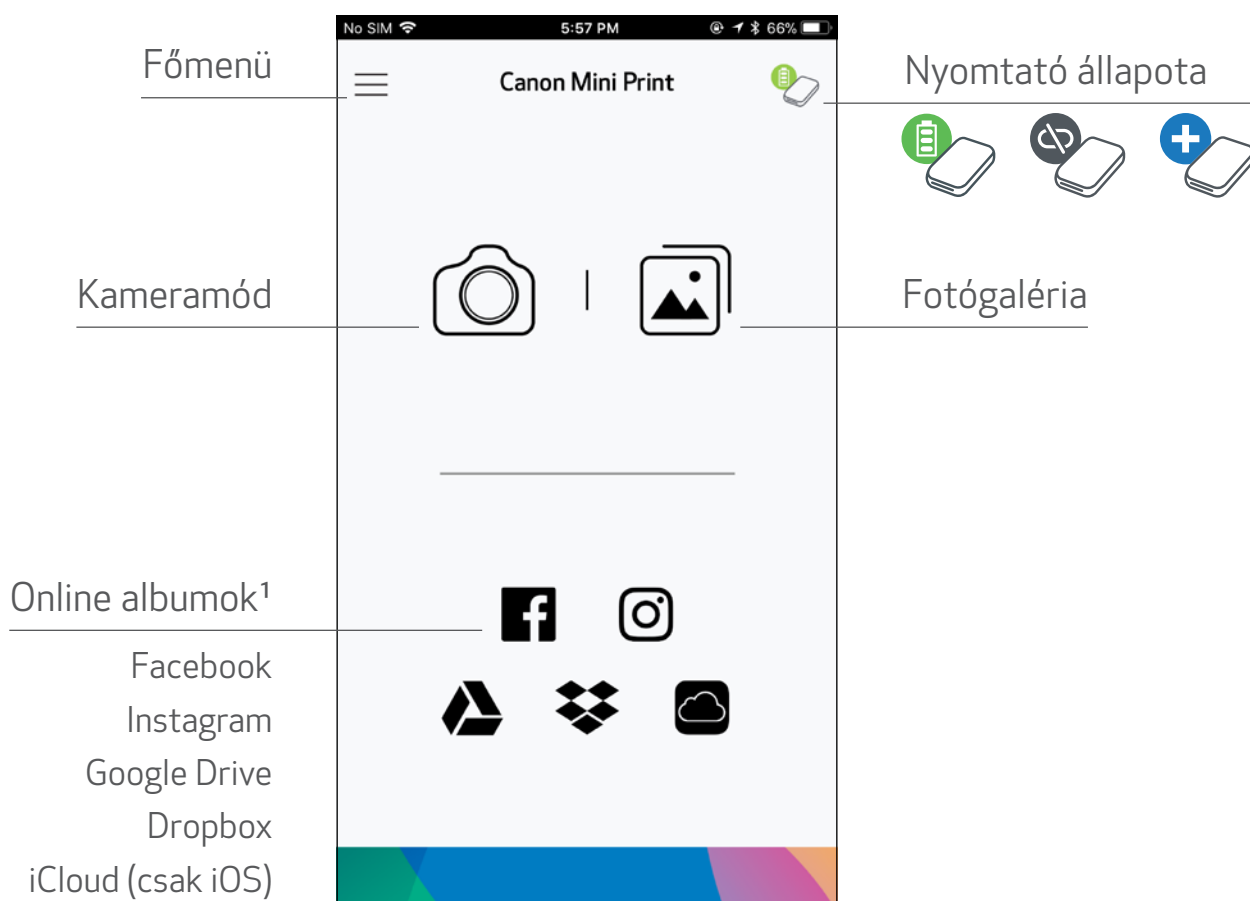 No SIM 5:57 PM 66%
Főmenü
Canon Mini Print
Nyomtató állapota
Kameramód
Fotógaléria
Online albumok¹
Facebook
Instagram
Google Drive
Dropbox
iCloud (csak iOS)